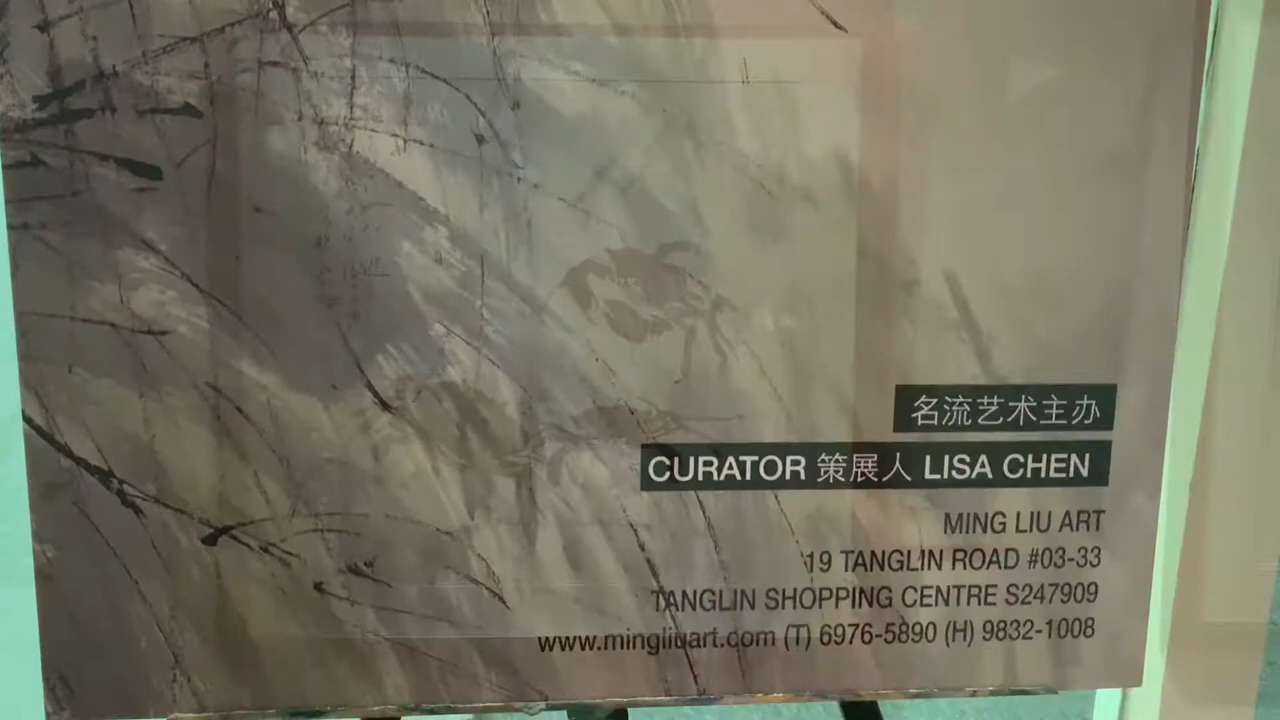 名流艺术主办
CURATOR 策展人 LISA CHEN
MING LIU ART
19 TANGLIN ROAD #03-33
TANGLIN SHOPPING CENTRE S247909
www.mingliuart.com (T) 6976-5890 (H) 9832-1008